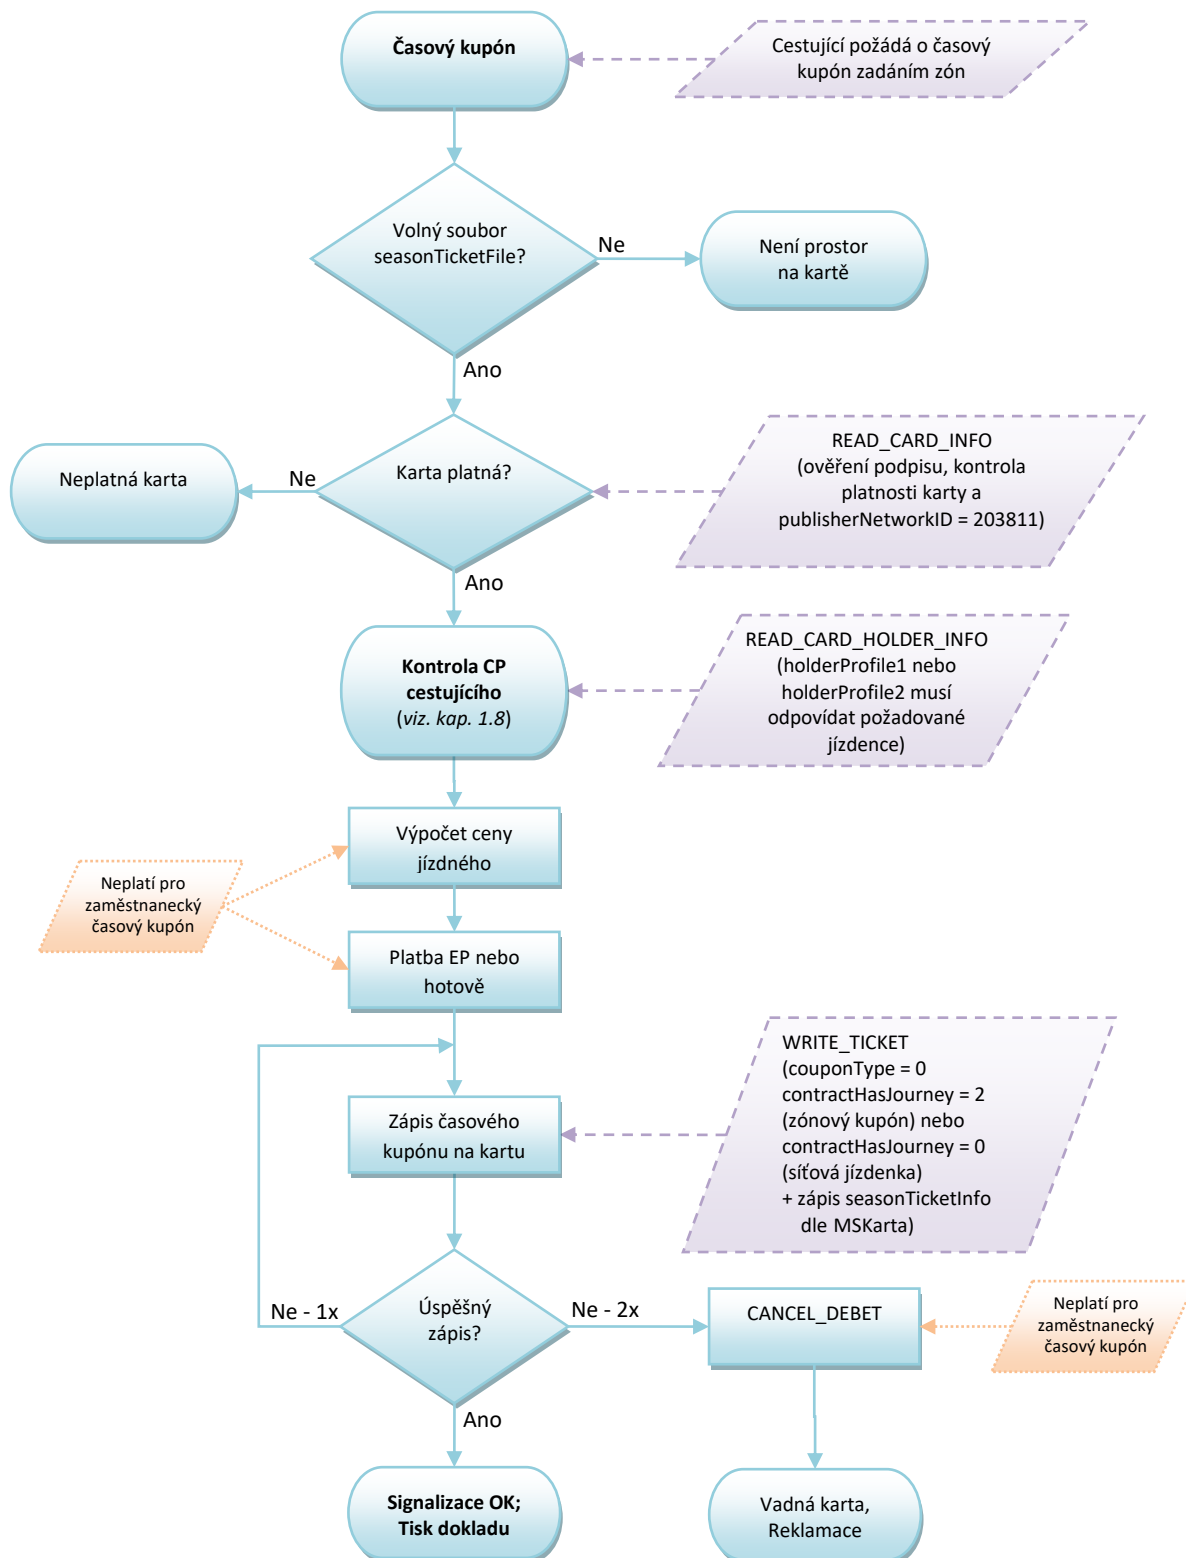 Časový kupón
Cestující požádá o časový
kupón zadáním zón
Volný soubor
seasonTicketFile?
Ne
Není prostor
na kartě
Ano
READ_CARD_INFO
(ověření podpisu, kontrola
platnosti karty a
publisherNetworkID = 203811)
Karta platná?
Ne
Neplatná karta
Ano
Kontrola CP
cestujícího
(viz. kap. 1.8)
READ_CARD_HOLDER_INFO
(holderProfile1 nebo
holderProfile2 musí
odpovídat požadované
jízdence)
Výpočet ceny
jízdného
Neplatí pro
zaměstnanecký
časový kupón
Platba EP nebo
hotově
WRITE_TICKET
(couponType = 0
contractHasJourney = 2
(zónový kupón) nebo
contractHasJourney = 0
(síťová jízdenka)
+ zápis seasonTicketInfo
dle MSKarta)
Zápis časového
kupónu na kartu
Úspěšný
zápis?
Ne - 1x
Ne - 2x
CANCEL_DEBET
Neplatí pro
zaměstnanecký
časový kupón
Ano
Signalizace OK;
Tisk dokladu
Vadná karta,
Reklamace